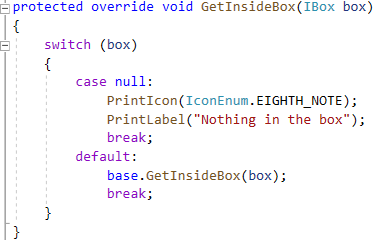 protected override void GetInsideBox(IBox box)
{
    switch (box)
    {
        case null:
            PrintIcon(IconEnum.EIGHTH_NOTE);
            PrintLabel("Nothing in the box");
            break;
        default:
            base.GetInsideBox(box);
            break;
    }
}